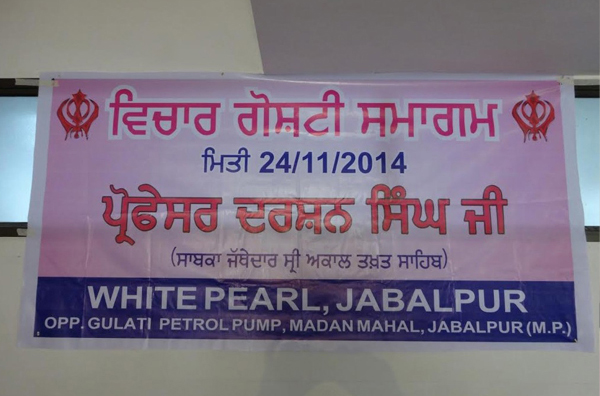 ਵਿਚਾਰ ਗੋਸ਼ਟੀ ਸਮਾਗਮ
ਮਿਤੀ 24/11/2014
ਪ੍ਰੋਫੇਸਰ ਦਰਸ਼ਨ ਸਿੰਘ ਜੀ
(ਸਾਬਕਾ ਜੱਥੇਦਾਰ ਸ੍ਰੀ ਅਕਾਲ ਤਖ਼ਤ ਸਾਹਿਬ)
WHITE PEARL, JABALPUR
OPP. GULATI PETROL PUMP, MADAN MAHAL, JABALPUR (M.P.)